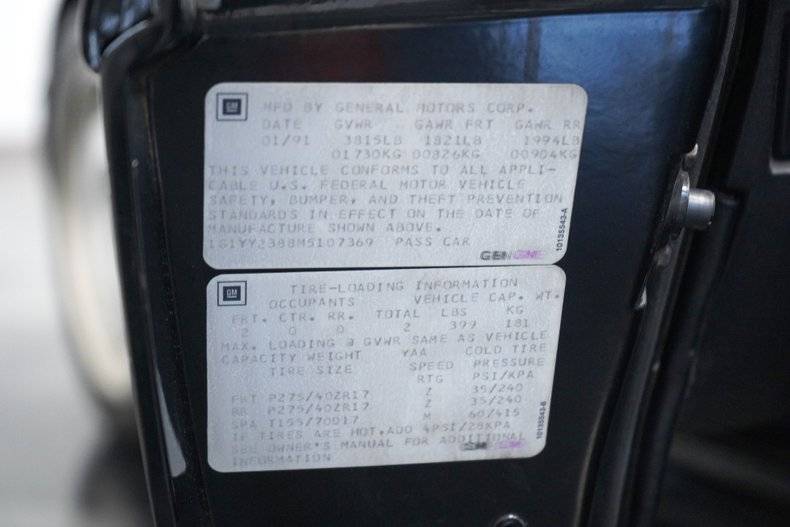 GM MFD BY GENERAL MOTORS CORP.
DATE GVWR GAWR FRT GAWR RR
01/91 3815LB 1821LB 1994LB
01730KG 00826KG 00904KG
THIS VEHICLE CONFORMS TO ALL APPLI-
CABLE U.S. FEDERAL MOTOR VEHICLE
SAFETY, BUMPER, AND THEFT PREVENTION
STANDARDS IN EFFECT ON THE DATE OF
MANUFACTURE SHOWN ABOVE.
1G1YY2388M5107369 PASS CAR
GENUINE
10135543-A
GM TIRE-LOADING INFORMATION
OCCUPANTS VEHICLE CAP. WT.
FRT. CTR. RR. TOTAL LBS KG
2 0 0 2 399 181
MAX. LOADING @ GVWR SAME AS VEHICLE
CAPACITY WEIGHT YAA COLD TIRE
TIRE SIZE SPEED PRESSURE
RTG PSI/KPA
FRT P275/40ZR17 Z 35/240
RR P275/40ZR17 Z 35/240
SPA T155/70D17 M 60/415
IF TIRES ARE HOT,ADD 4PSI/28KPA
SEE OWNER'S MANUAL FOR ADDITIONAL
INFORMATION
10135543-B